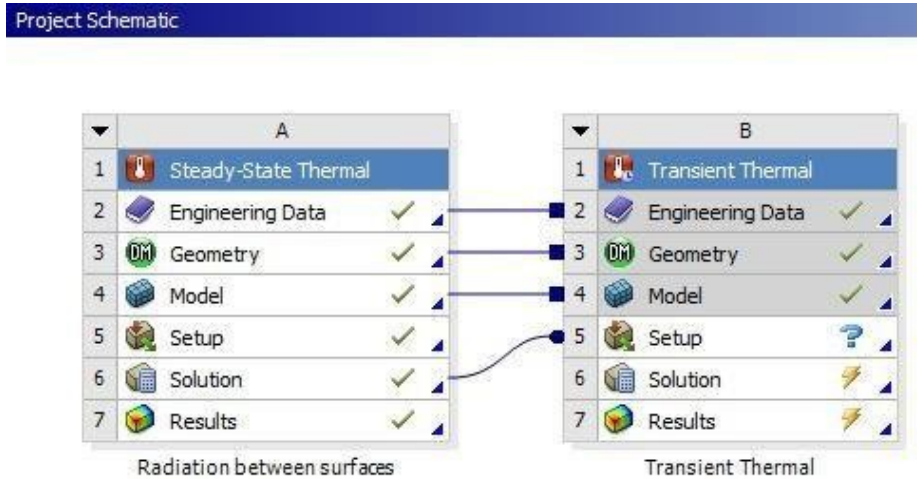 Project Schematic
A
1 Steady-State Thermal
2 Engineering Data
3 DM Geometry
4 Model
5 Setup
6 Solution
7 Results
Radiation between surfaces
B
1 Transient Thermal
2 Engineering Data
3 DM Geometry
4 Model
5 Setup ?
6 Solution
7 Results
Transient Thermal